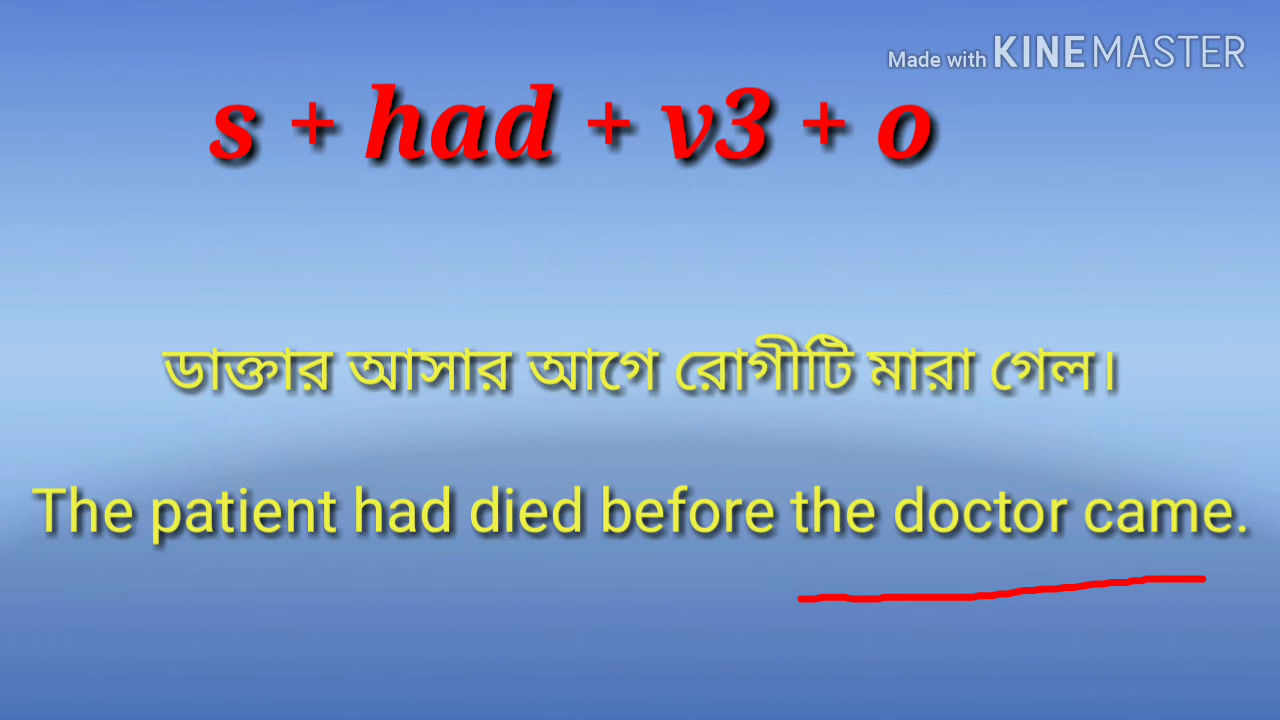 Made with KINEMASTER
s + had + v3 + o
ডাক্তার আসার আগে রোগীটি মারা গেল।
The patient had died before the doctor came.